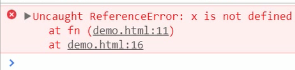 Uncaught ReferenceError: x is not defined
at fn (demo.html:11)
at demo.html:16